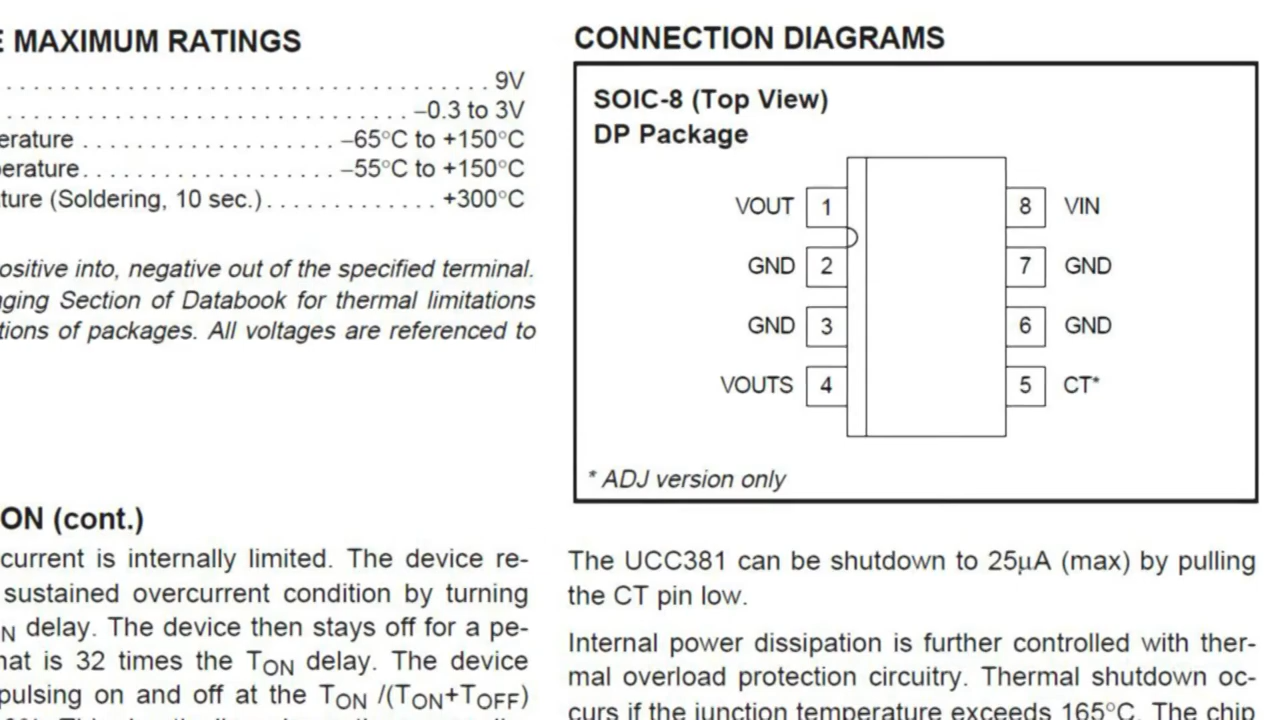 E MAXIMUM RATINGS
. . . . . . . . . . . . . . . . . . . . . . . . . . . . . . . . . . . . . . . . 9V
. . . . . . . . . . . . . . . . . . . . . . . . . . . . . . . . . –0.3 to 3V
erature . . . . . . . . . . . . . . . . . . . . . –65°C to +150°C
perature. . . . . . . . . . . . . . . . . . . . . –55°C to +150°C
ture (Soldering, 10 sec.) . . . . . . . . . . . . . . +300°C
ositive into, negative out of the specified terminal.
ging Section of Databook for thermal limitations
tions of packages. All voltages are referenced to
ON (cont.)
current is internally limited. The device re-
sustained overcurrent condition by turning
N delay. The device then stays off for a pe-
hat is 32 times the TON delay. The device
pulsing on and off at the TON /(TON+TOFF)
CONNECTION DIAGRAMS
SOIC-8 (Top View)
DP Package
VOUT 1 8 VIN
GND 2 7 GND
GND 3 6 GND
VOUTS 4 5 CT*
* ADJ version only
The UCC381 can be shutdown to 25µA (max) by pulling
the CT pin low.
Internal power dissipation is further controlled with ther-
mal overload protection circuitry. Thermal shutdown oc-
curs if the junction temperature exceeds 165°C. The chip